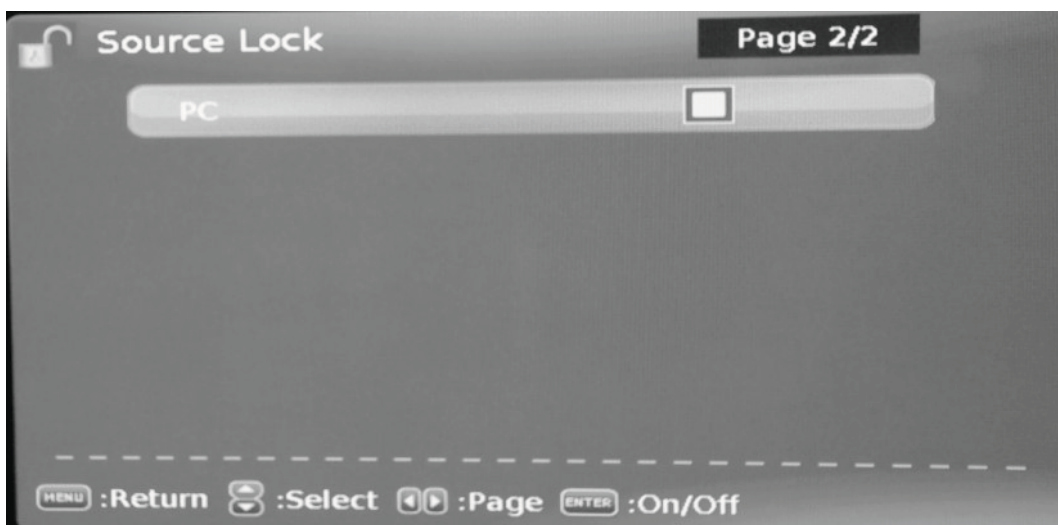 Source Lock
Page 2/2
PC
MENU :Return :Select :Page ENTER :On/Off